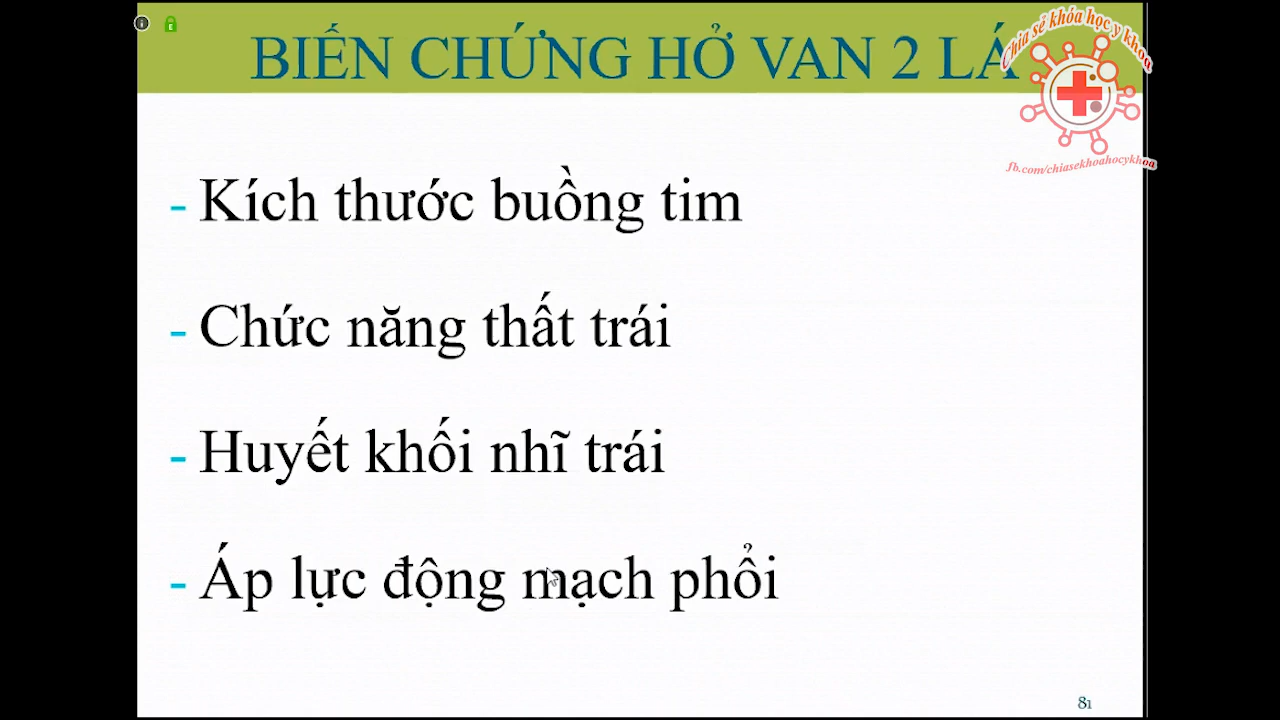 BIẾN CHỨNG HỞ VAN 2 LÁ
Chia sẻ khóa học y khoa
fb.com/chiasekhoahocykhoa
- Kích thước buồng tim
- Chức năng thất trái
- Huyết khối nhĩ trái
- Áp lực động mạch phổi
81